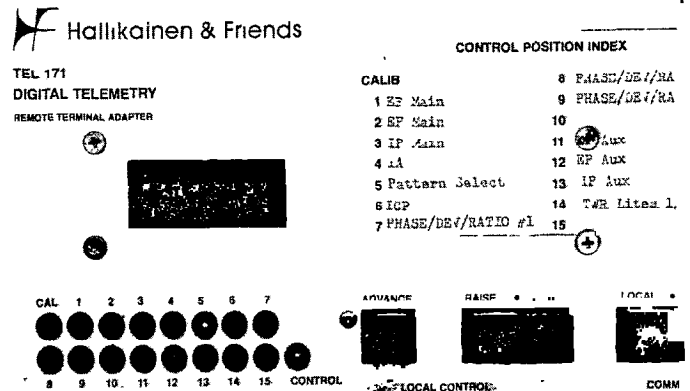 Hallikainen & Friends
CONTROL POSITION INDEX
TEL 171
DIGITAL TELEMETRY
REMOTE TERMINAL ADAPTER
CALIB
1 EP Main
2 EP Main
3 IP Main
4 IA
5 Pattern Select
6 ICP
7 PHASE/DEV/RATIO #1
8 PHASE/DEV/RA
9 PHASE/DEV/RA
10
11 Aux
12 EP Aux
13 IP Aux
14 TWR Lites 1,
15
CAL 1 2 3 4 5 6 7
8 9 10 11 12 13 14 15 CONTROL
ADVANCE RAISE LOCAL
LOCAL CONTROL COMM